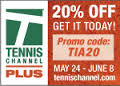 TENNIS
CHANNEL
PLUS
20% OFF
GET IT TODAY!
Promo code:
TIA20
MAY 24 - JUNE 8
tennischannel.com